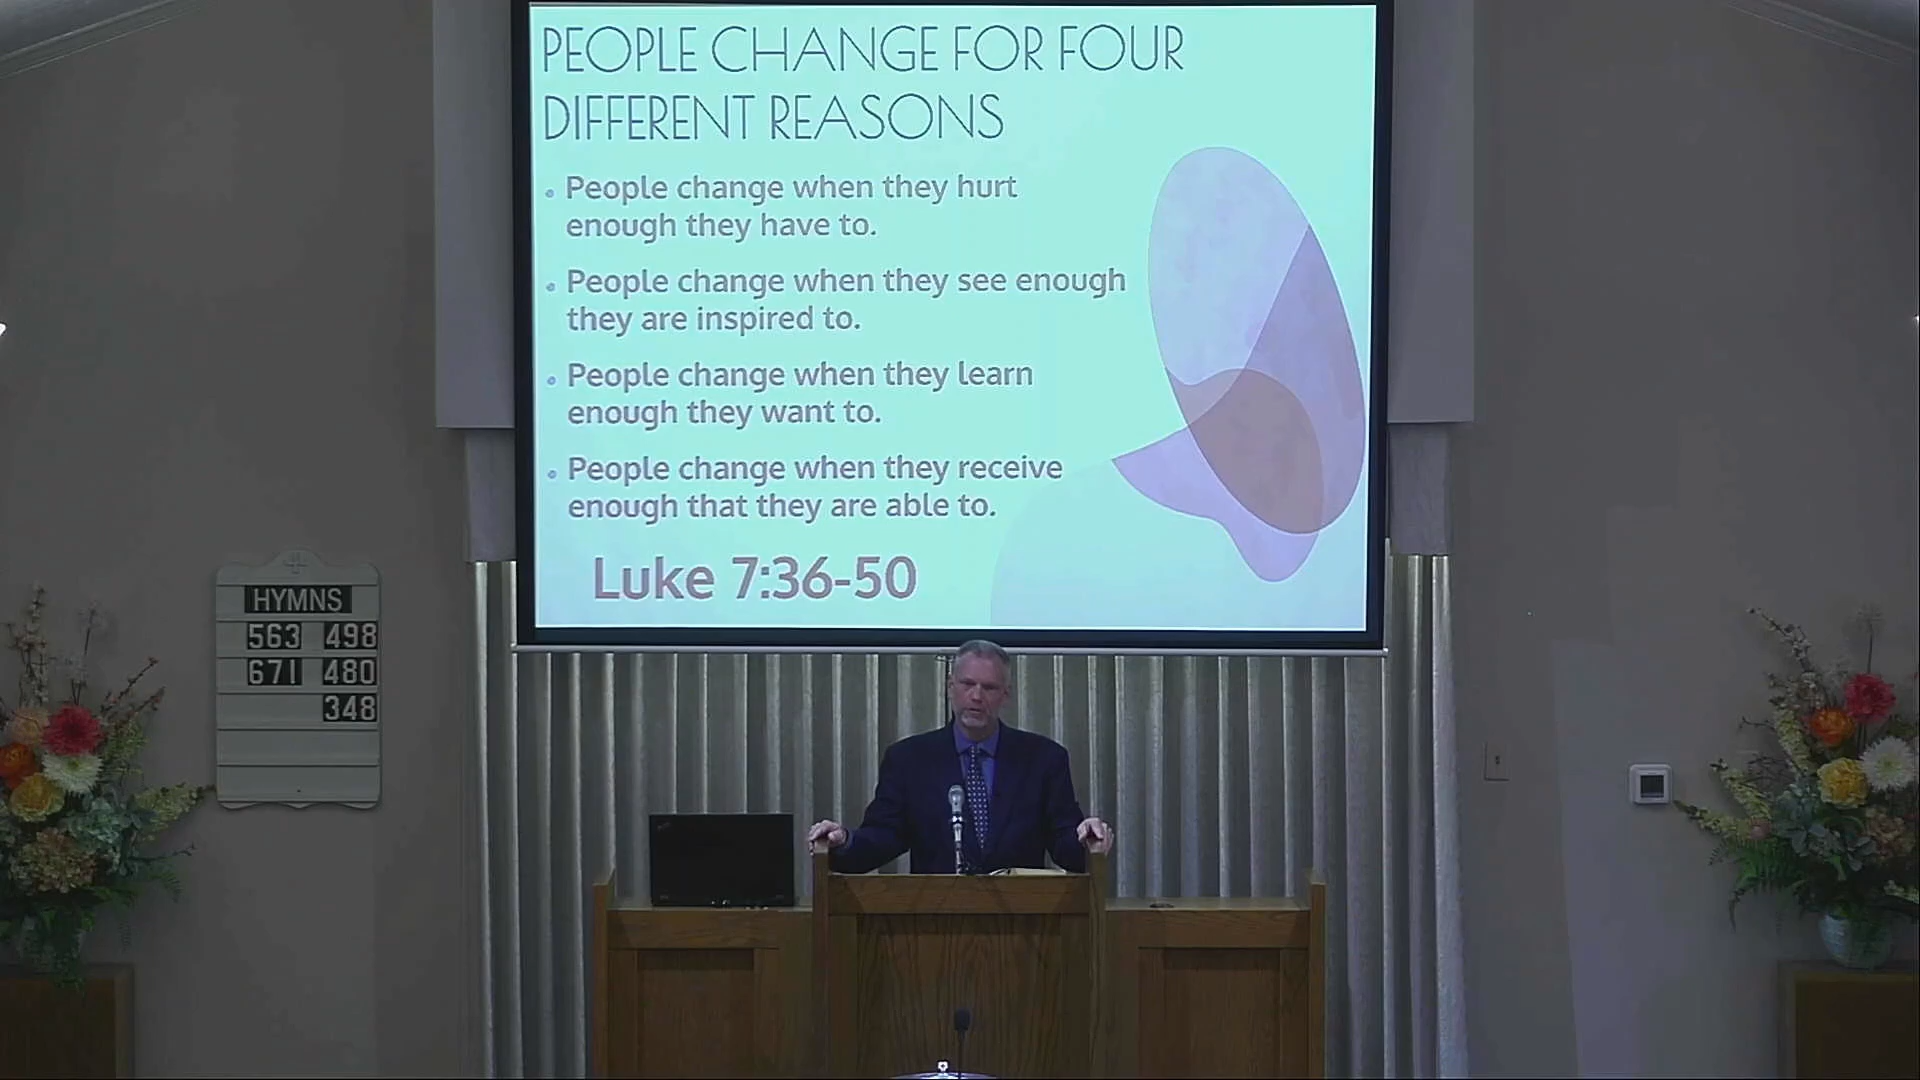 PEOPLE CHANGE FOR FOUR
DIFFERENT REASONS
• People change when they hurt
enough they have to.
• People change when they see enough
they are inspired to.
• People change when they learn
enough they want to.
• People change when they receive
enough that they are able to.
Luke 7:36-50
HYMNS
563 498
671 480
348